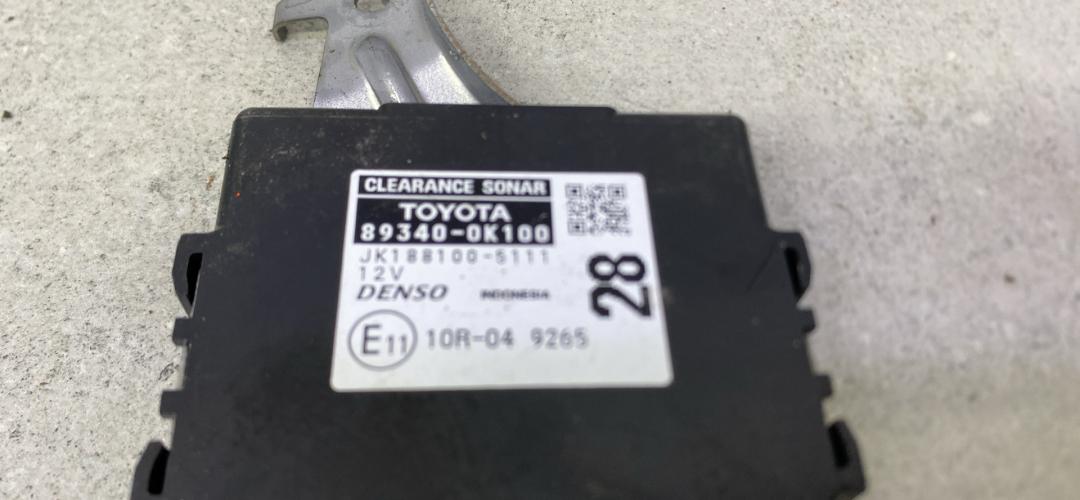 CLEARANCE SONAR
TOYOTA
89340-0K100
JK188100-5111
12V
DENSO INDONESIA
28
E11 10R-04 9265